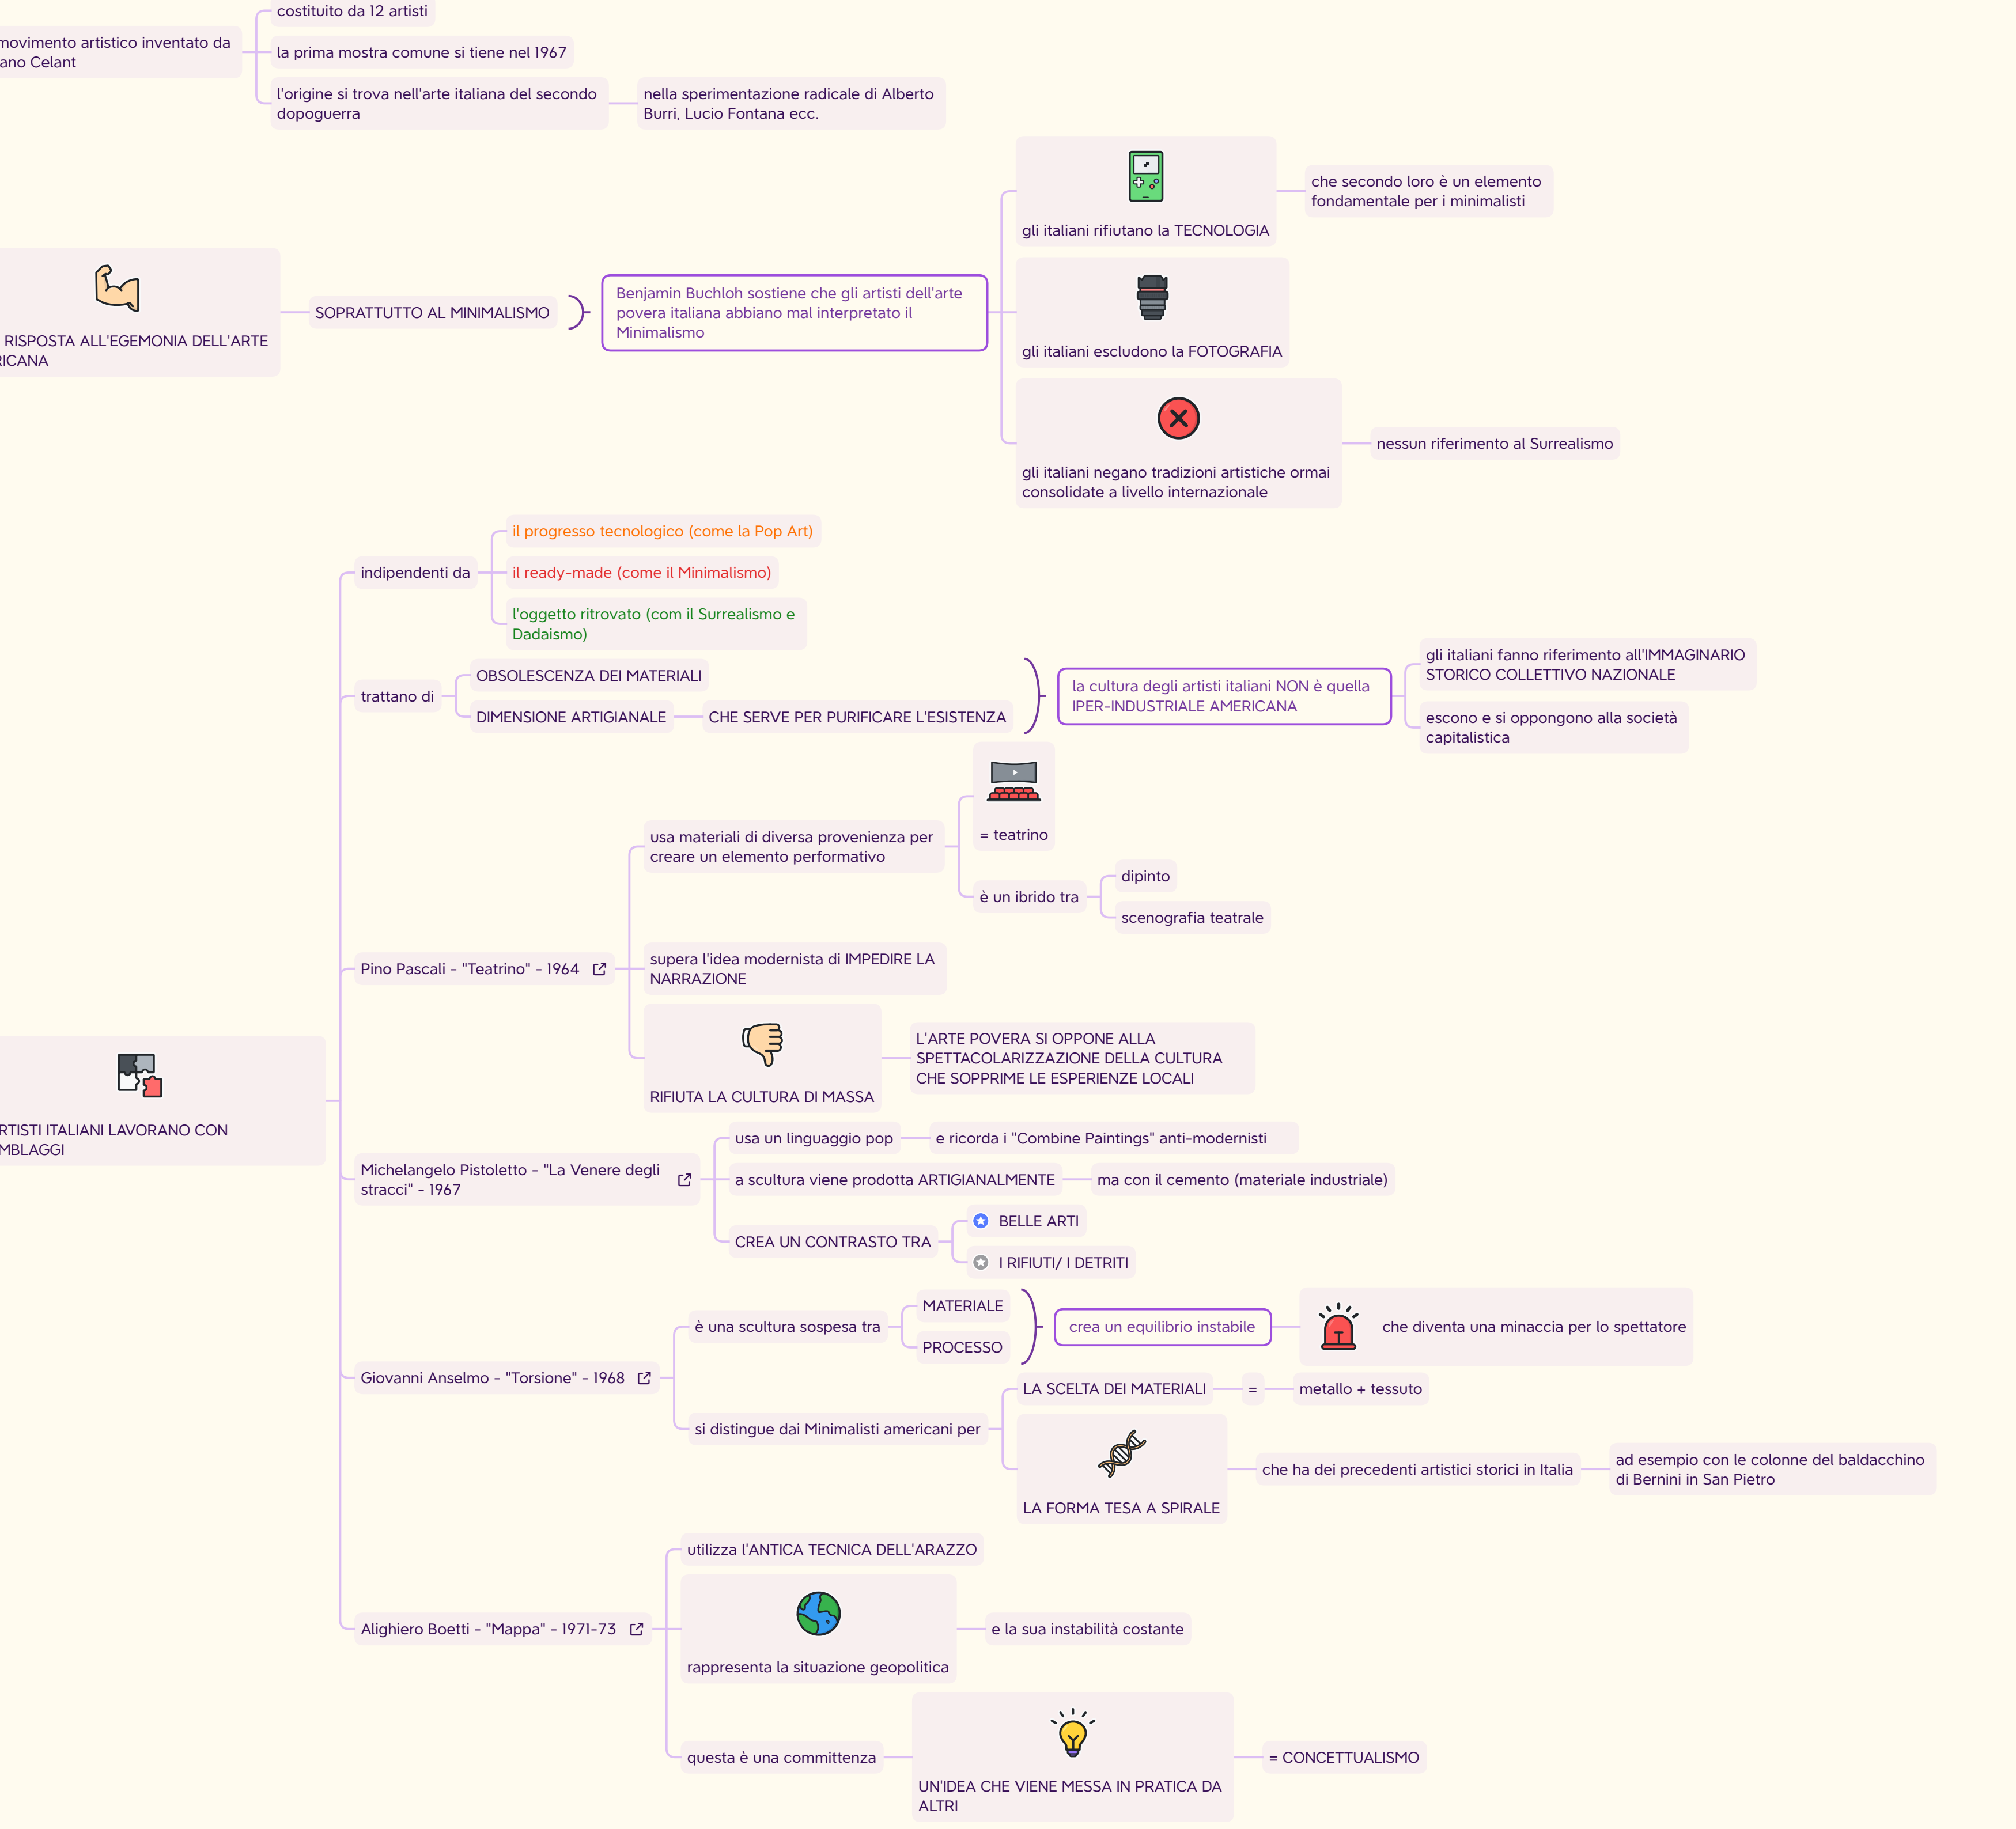 costituito da 12 artisti
movimento artistico inventato da
ano Celant
la prima mostra comune si tiene nel 1967
l'origine si trova nell'arte italiana del secondo
dopoguerra
nella sperimentazione radicale di Alberto
Burri, Lucio Fontana ecc.
RISPOSTA ALL'EGEMONIA DELL'ARTE
RICANA
SOPRATTUTTO AL MINIMALISMO
Benjamin Buchloh sostiene che gli artisti dell'arte
povera italiana abbiano mal interpretato il
Minimalismo
gli italiani rifiutano la TECNOLOGIA
che secondo loro è un elemento
fondamentale per i minimalisti
gli italiani escludono la FOTOGRAFIA
gli italiani negano tradizioni artistiche ormai
consolidate a livello internazionale
nessun riferimento al Surrealismo
RTISTI ITALIANI LAVORANO CON
MBLAGGI
indipendenti da
il progresso tecnologico (come la Pop Art)
il ready-made (come il Minimalismo)
l'oggetto ritrovato (com il Surrealismo e
Dadaismo)
trattano di
OBSOLESCENZA DEI MATERIALI
DIMENSIONE ARTIGIANALE
CHE SERVE PER PURIFICARE L'ESISTENZA
la cultura degli artisti italiani NON è quella
IPER-INDUSTRIALE AMERICANA
gli italiani fanno riferimento all'IMMAGINARIO
STORICO COLLETTIVO NAZIONALE
escono e si oppongono alla società
capitalistica
Pino Pascali - "Teatrino" - 1964
usa materiali di diversa provenienza per
creare un elemento performativo
= teatrino
è un ibrido tra
dipinto
scenografia teatrale
supera l'idea modernista di IMPEDIRE LA
NARRAZIONE
RIFIUTA LA CULTURA DI MASSA
L'ARTE POVERA SI OPPONE ALLA
SPETTACOLARIZZAZIONE DELLA CULTURA
CHE SOPPRIME LE ESPERIENZE LOCALI
Michelangelo Pistoletto - "La Venere degli
stracci" - 1967
usa un linguaggio pop
e ricorda i "Combine Paintings" anti-modernisti
a scultura viene prodotta ARTIGIANALMENTE
ma con il cemento (materiale industriale)
CREA UN CONTRASTO TRA
BELLE ARTI
I RIFIUTI/ I DETRITI
Giovanni Anselmo - "Torsione" - 1968
è una scultura sospesa tra
MATERIALE
PROCESSO
crea un equilibrio instabile
che diventa una minaccia per lo spettatore
si distingue dai Minimalisti americani per
LA SCELTA DEI MATERIALI
=
metallo + tessuto
LA FORMA TESA A SPIRALE
che ha dei precedenti artistici storici in Italia
ad esempio con le colonne del baldacchino
di Bernini in San Pietro
Alighiero Boetti - "Mappa" - 1971-73
utilizza l'ANTICA TECNICA DELL'ARAZZO
rappresenta la situazione geopolitica
e la sua instabilità costante
questa è una committenza
UN'IDEA CHE VIENE MESSA IN PRATICA DA
ALTRI
= CONCETTUALISMO